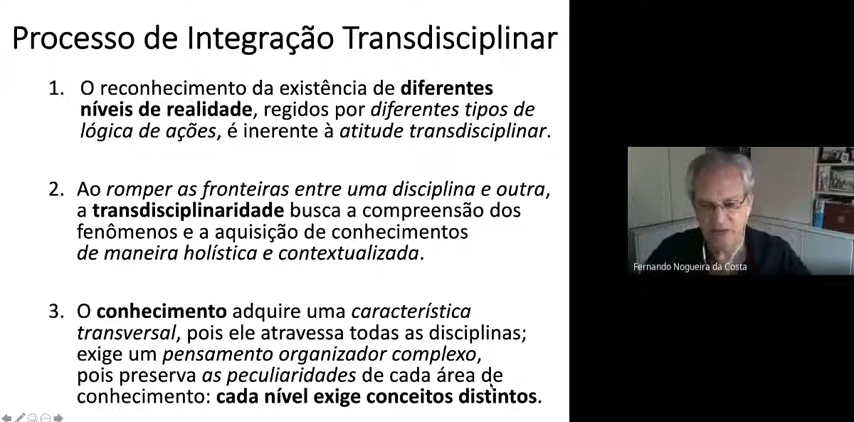 Processo de Integração Transdisciplinar
1. O reconhecimento da existência de diferentes
níveis de realidade, regidos por diferentes tipos de
lógica de ações, é inerente à atitude transdisciplinar.
2. Ao romper as fronteiras entre uma disciplina e outra,
a transdisciplinaridade busca a compreensão dos
fenômenos e a aquisição de conhecimentos
de maneira holística e contextualizada.
3. O conhecimento adquire uma característica
transversal, pois ele atravessa todas as disciplinas;
exige um pensamento organizador complexo,
pois preserva as peculiaridades de cada área de
conhecimento: cada nível exige conceitos distintos.
Fernando Nogueira da Costa